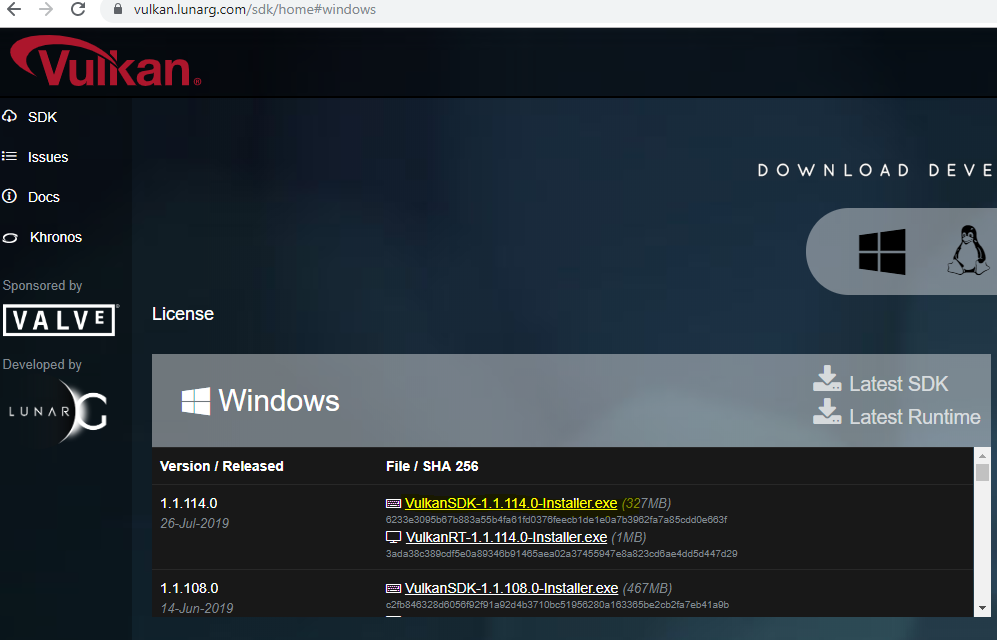 vulkan.lunarg.com/sdk/home#windows
Vulkan®
SDK
Issues
Docs
Khronos
Sponsored by
VALVE®
Developed by
LUNAR G
DOWNLOAD DEVE
License
Windows
Latest SDK
Latest Runtime
Version / Released
File / SHA 256
1.1.114.0
26-Jul-2019
VulkanSDK-1.1.114.0-Installer.exe (327MB)
6233e3095b67b883a55b4fa61fd0376feecb1de1e0a7b3962fa7a85cdd0e663f
VulkanRT-1.1.114.0-Installer.exe (1MB)
3ada38c389cdf5e0a89346b91465aea02a37455947e8a823cd6ae4dd5d447d29
1.1.108.0
14-Jun-2019
VulkanSDK-1.1.108.0-Installer.exe (467MB)
c2fb846328d6056f92f91a92d4b3710bc51956280a163365be2cb2fa7eb41a9b